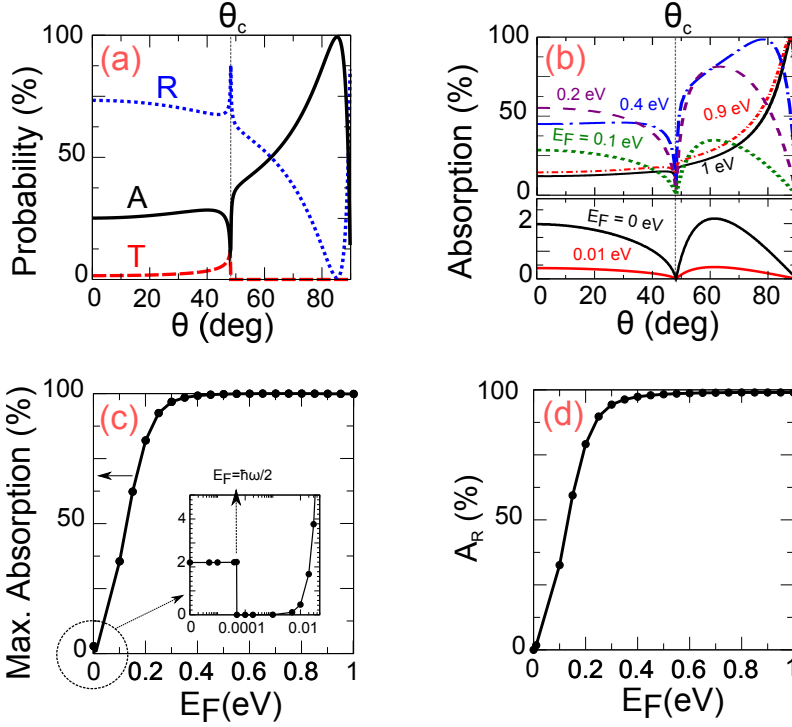 (a)
θc
Probability (%)
100
50
0
R
A
T
0 20 40 60 80
θ (deg)
(b)
θc
Absorption (%)
100
50
0
0.2 eV
0.4 eV
0.9 eV
EF = 0.1 eV
1 eV
2
0
EF = 0 eV
0.01 eV
0 20 40 60 80
θ (deg)
(c)
Max. Absorption (%)
100
50
0
EF=ħω/2
4
2
0
0 0.0001 0.01
0 0.2 0.4 0.6 0.8 1
EF(eV)
(d)
AR (%)
100
50
0
0 0.2 0.4 0.6 0.8 1
EF(eV)